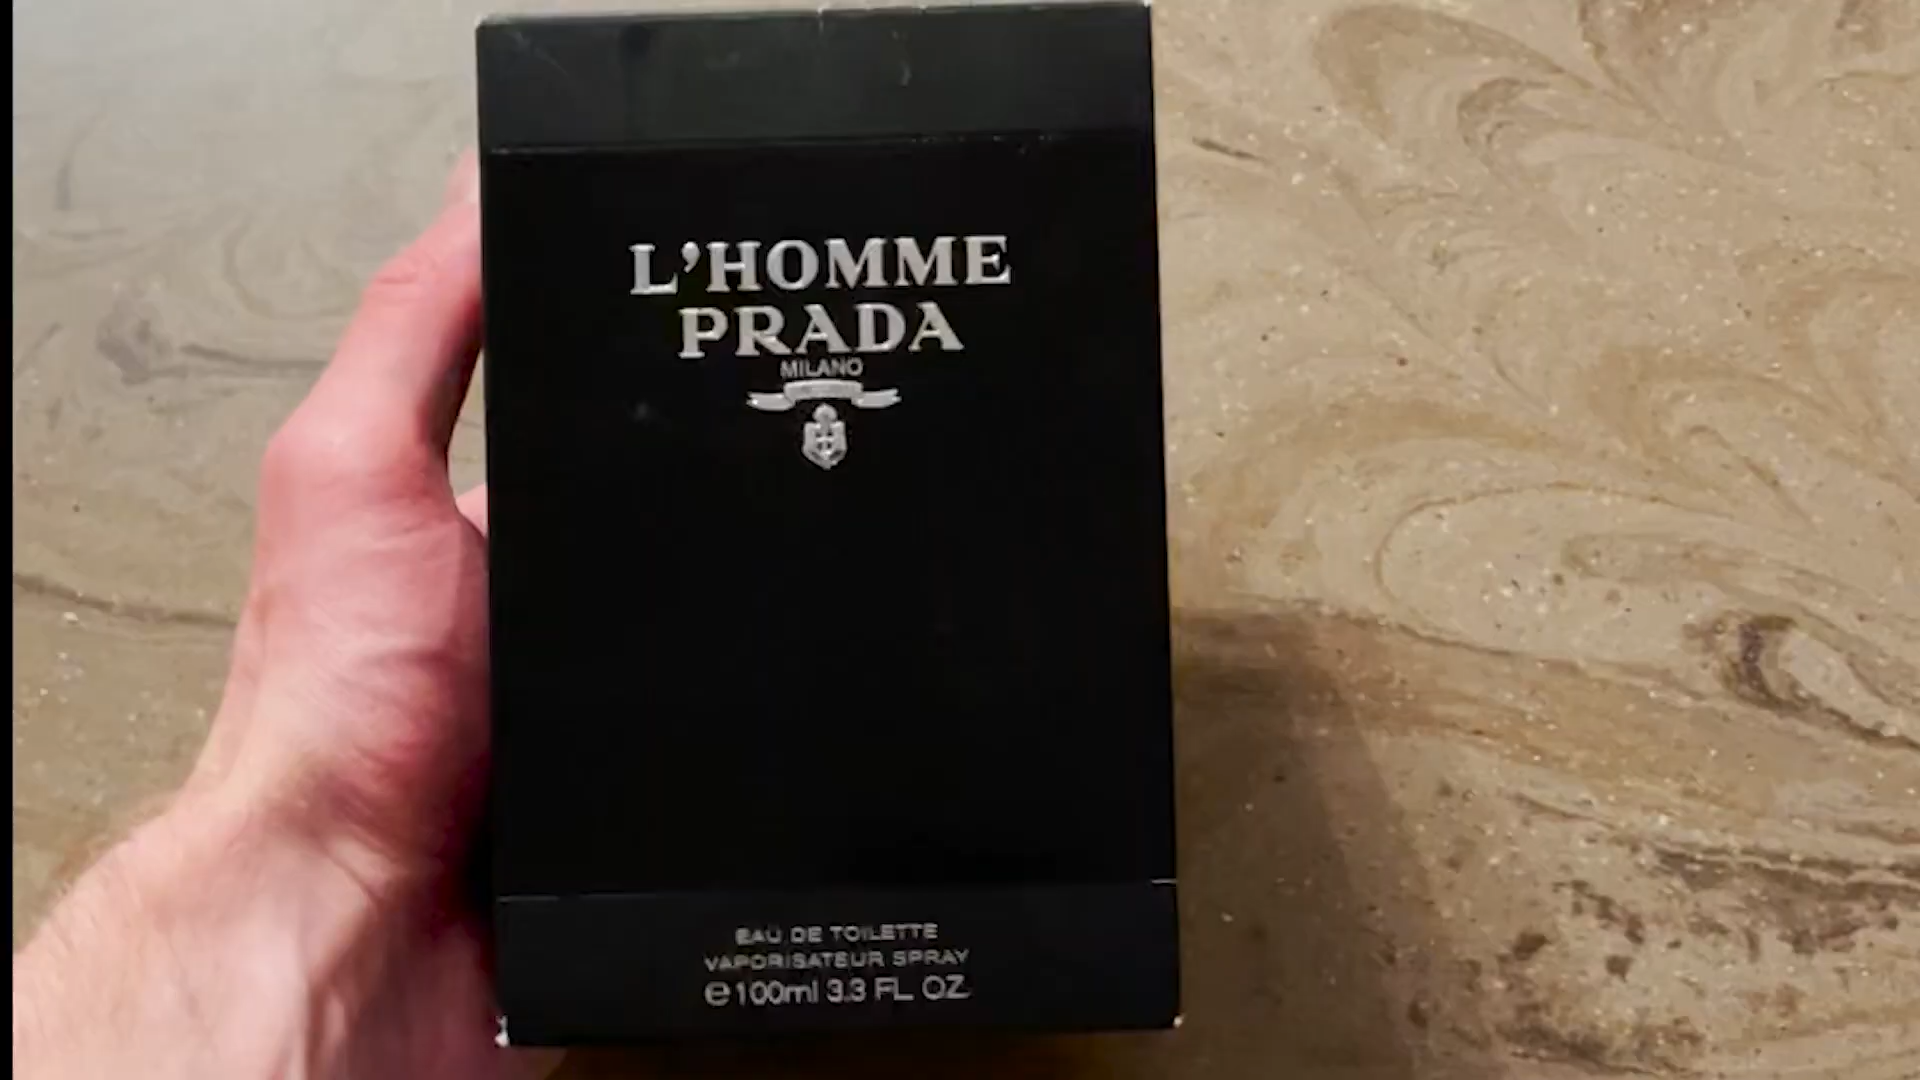 L'HOMME
PRADA
MILANO
EAU DE TOILETTE
VAPORISATEUR SPRAY
℮100ml 3.3 FL OZ